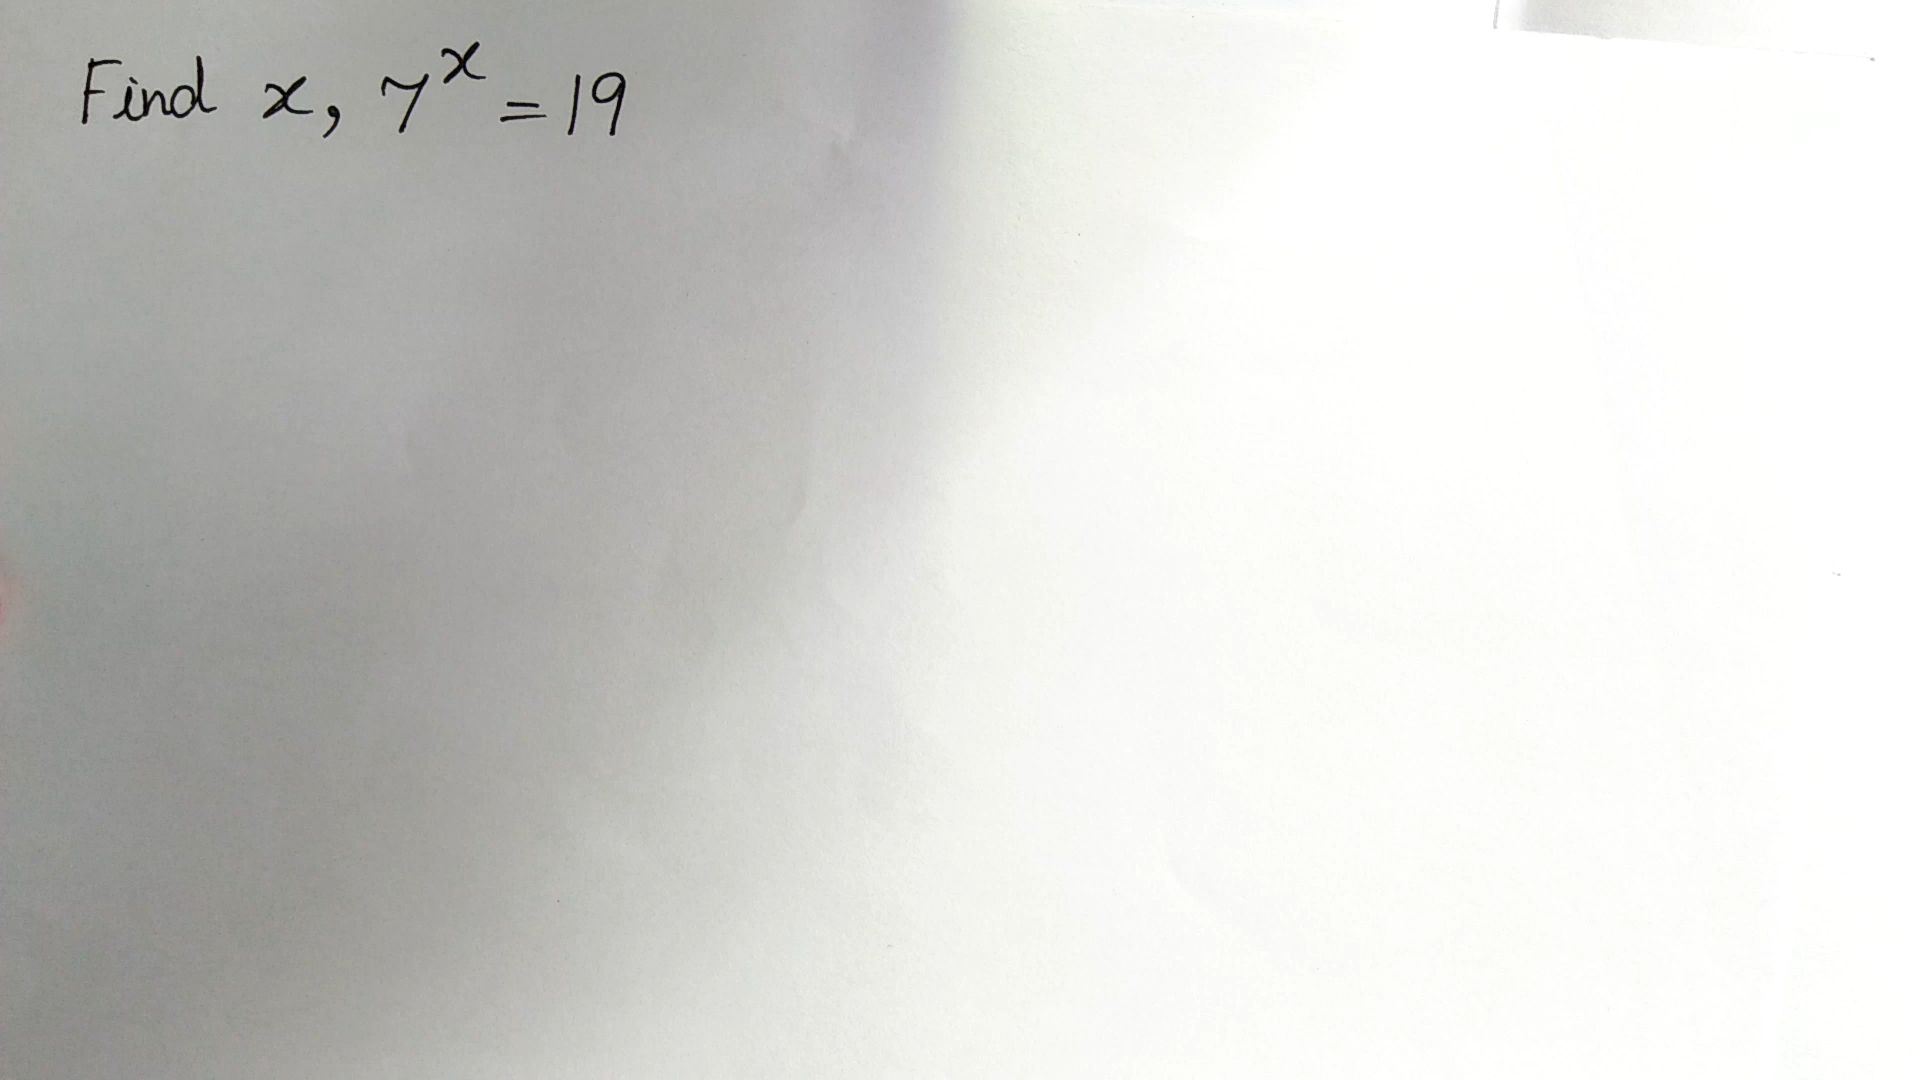 Find x, 7^x = 19